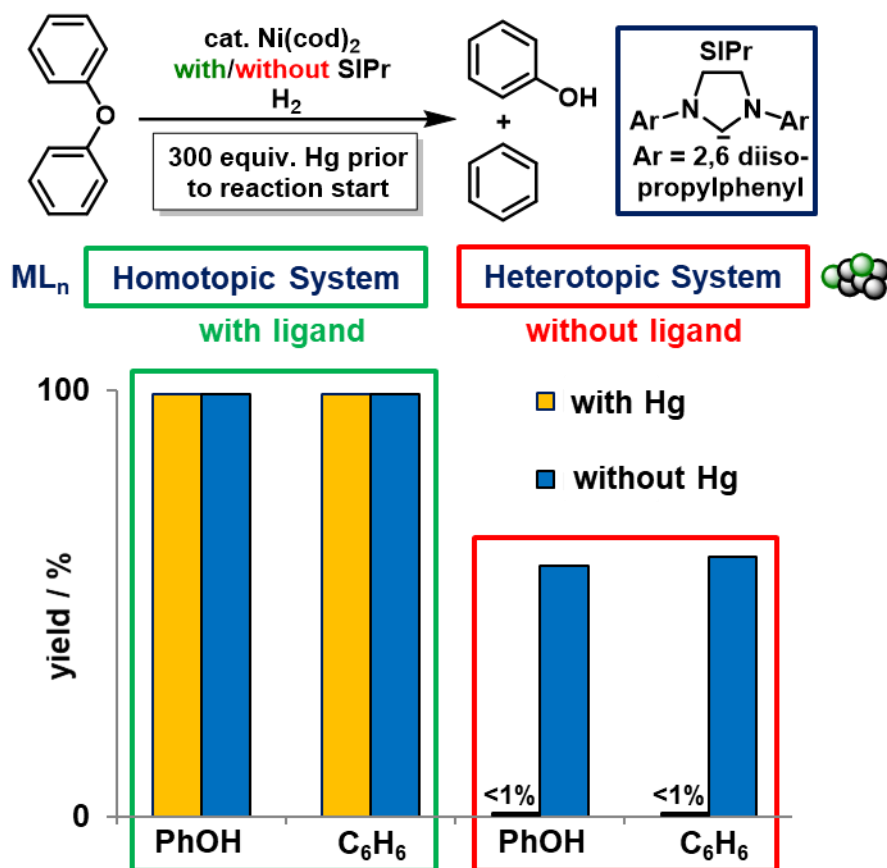 cat. Ni(cod)2
with/without SIPr
H2
300 equiv. Hg prior
to reaction start
O
OH
+
SIPr
Ar N N Ar
Ar = 2,6 diiso-
propylphenyl
MLn Homotopic System Heterotopic System
with ligand without ligand
100
with Hg
without Hg
yield / %
<1% <1%
0
PhOH C6H6 PhOH C6H6